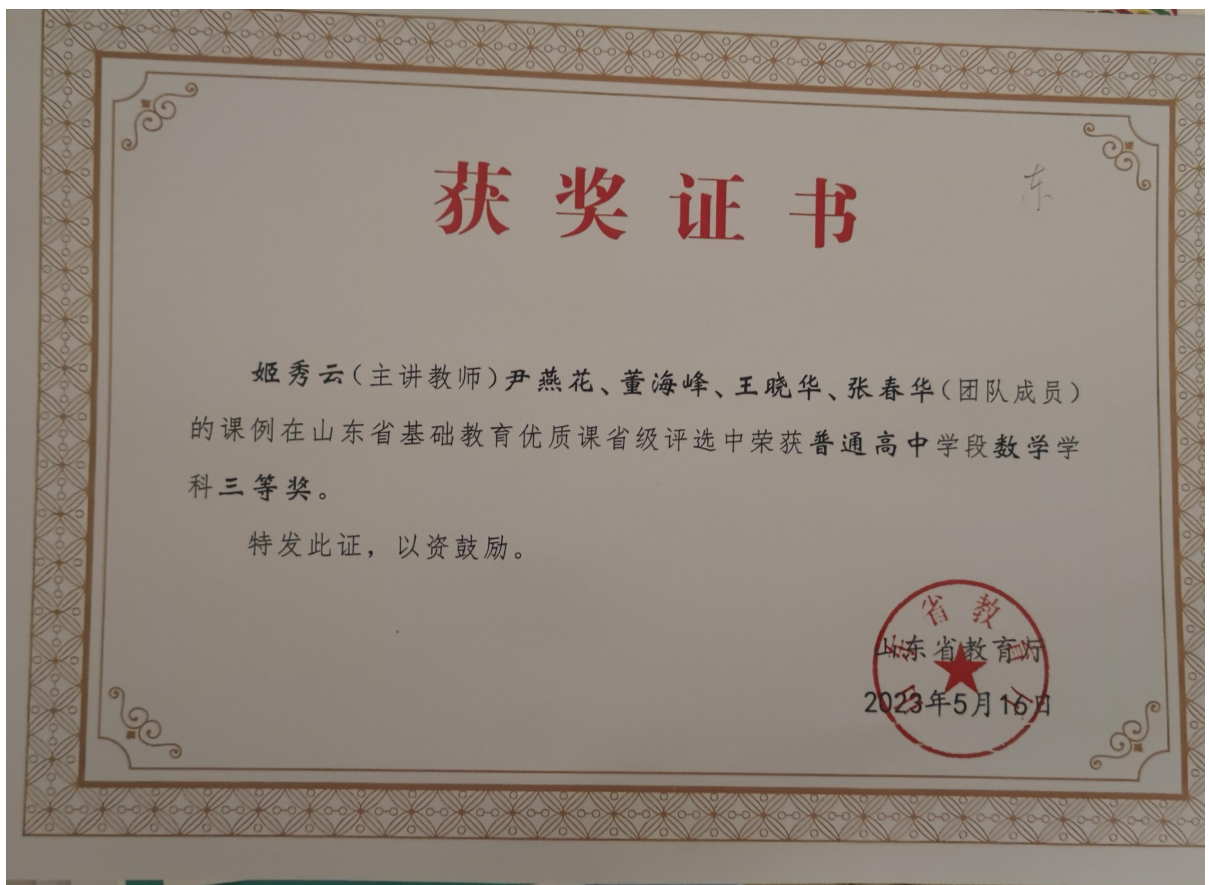 获奖证书
东
姬秀云（主讲教师）尹燕花、董海峰、王晓华、张春华（团队成员）
的课例在山东省基础教育优质课省级评选中荣获普通高中学段数学学
科三等奖。
特发此证，以资鼓励。
山东省教育厅
山东省教育厅
2023年5月16日